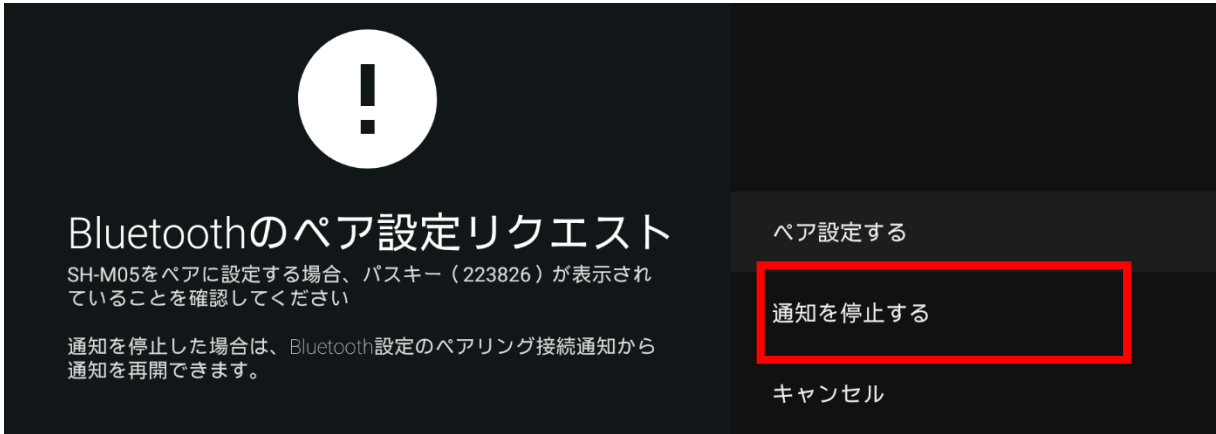 Bluetoothのペア設定リクエスト
SH-M05をペアに設定する場合、パスキー（223826）が表示され
ていることを確認してください
通知を停止した場合は、Bluetooth設定のペアリング接続通知から
通知を再開できます。
ペア設定する
通知を停止する
キャンセル